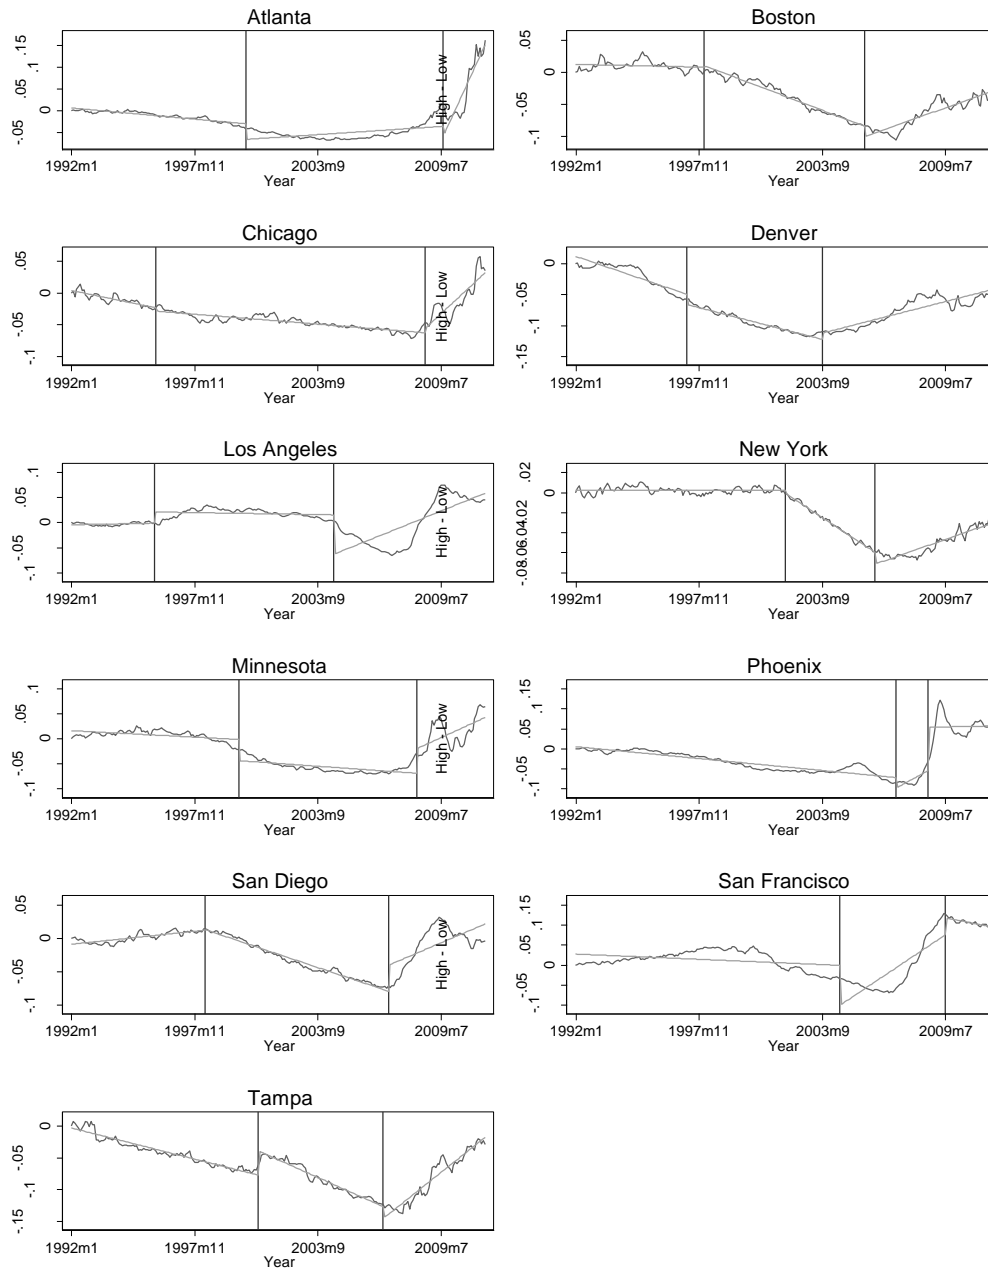 Atlanta
High - Low
.15
.1
.05
0
-.05
1992m1 1997m11 2003m9 2009m7
Year
Boston
.05
0
-.05
-.1
1992m1 1997m11 2003m9 2009m7
Year
Chicago
High - Low
.05
0
-.05
-.1
1992m1 1997m11 2003m9 2009m7
Year
Denver
0
-.05
-.1
-.15
1992m1 1997m11 2003m9 2009m7
Year
Los Angeles
High - Low
.1
.05
0
-.05
-.1
1992m1 1997m11 2003m9 2009m7
Year
New York
.02
0
-.08-.06-.04-.02
1992m1 1997m11 2003m9 2009m7
Year
Minnesota
High - Low
.1
.05
0
-.05
-.1
1992m1 1997m11 2003m9 2009m7
Year
Phoenix
.15
.1
.05
0
-.05
-.1
1992m1 1997m11 2003m9 2009m7
Year
San Diego
High - Low
.05
0
-.05
-.1
1992m1 1997m11 2003m9 2009m7
Year
San Francisco
.15
.1
.05
0
-.05
-.1
1992m1 1997m11 2003m9 2009m7
Year
Tampa
0
-.05
-.1
-.15
1992m1 1997m11 2003m9 2009m7
Year